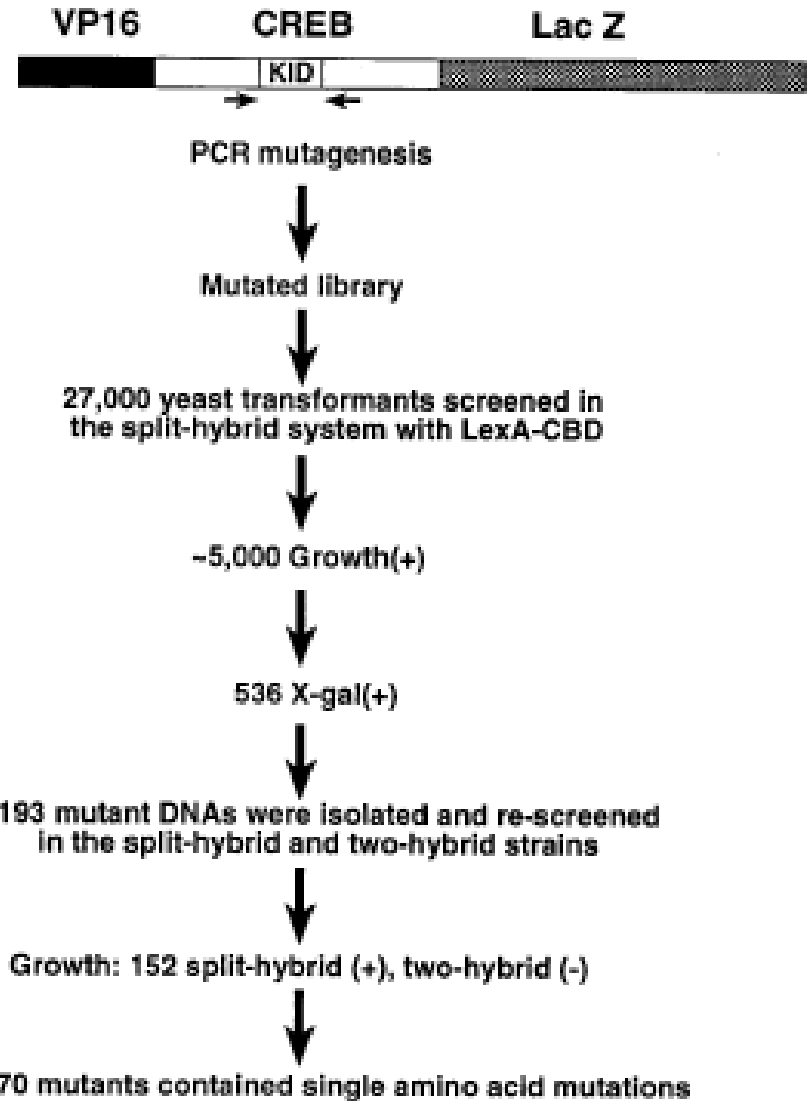 VP16 CREB Lac Z
KID
PCR mutagenesis
Mutated library
27,000 yeast transformants screened in
the split-hybrid system with LexA-CBD
~5,000 Growth(+)
536 X-gal(+)
193 mutant DNAs were isolated and re-screened
in the split-hybrid and two-hybrid strains
Growth: 152 split-hybrid (+), two-hybrid (-)
70 mutants contained single amino acid mutations